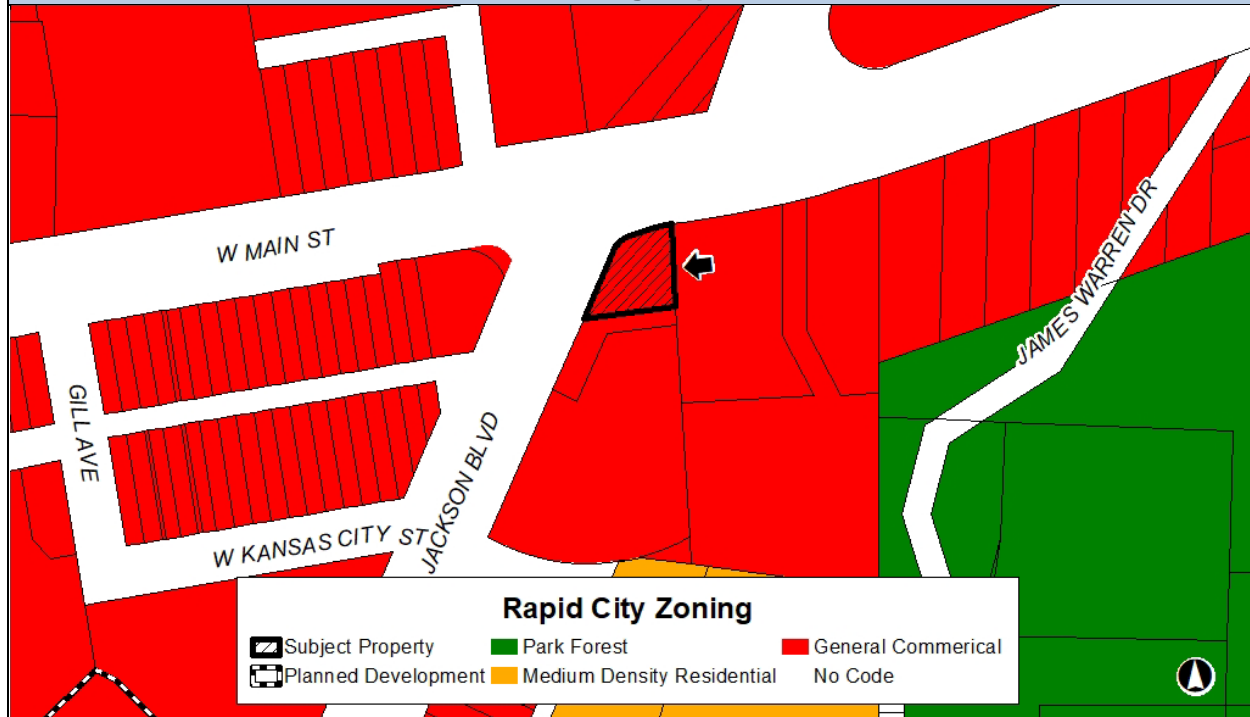 W MAIN ST
JAMES WARREN DR
GILL AVE
JACKSON BLVD
W KANSAS CITY ST
Rapid City Zoning
Subject Property
Park Forest
General Commerical
Planned Development
Medium Density Residential
No Code